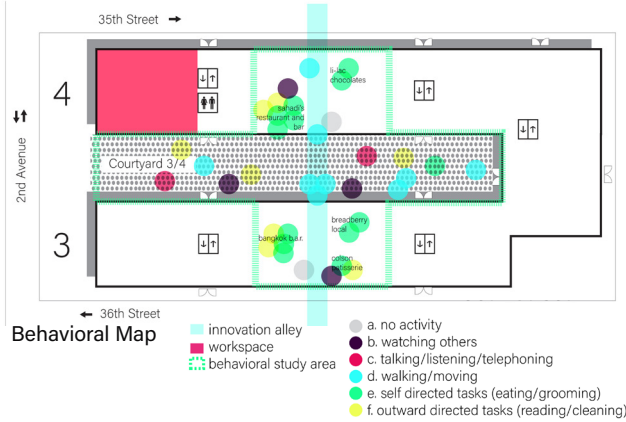 35th Street
4
li-lac
chocolates
sahadi's
restaurant and
bar
2nd Avenue
Courtyard 3/4
3
breadberry
local
bangkok b.a.r.
colson
patisserie
36th Street
Behavioral Map
innovation alley
workspace
behavioral study area
a. no activity
b. watching others
c. talking/listening/telephoning
d. walking/moving
e. self directed tasks (eating/grooming)
f. outward directed tasks (reading/cleaning)